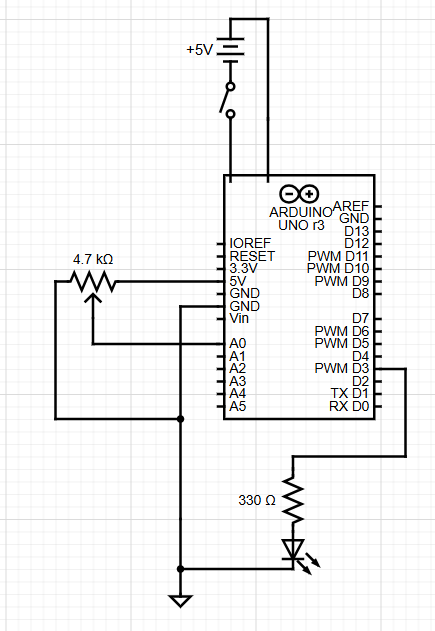 +5V
ARDUINO
UNO r3
AREF
GND
D13
D12
PWM D11
PWM D10
PWM D9
D8
D7
PWM D6
PWM D5
D4
PWM D3
D2
TX D1
RX D0
IOREF
RESET
3.3V
5V
GND
GND
Vin
A0
A1
A2
A3
A4
A5
4.7 kΩ
330 Ω